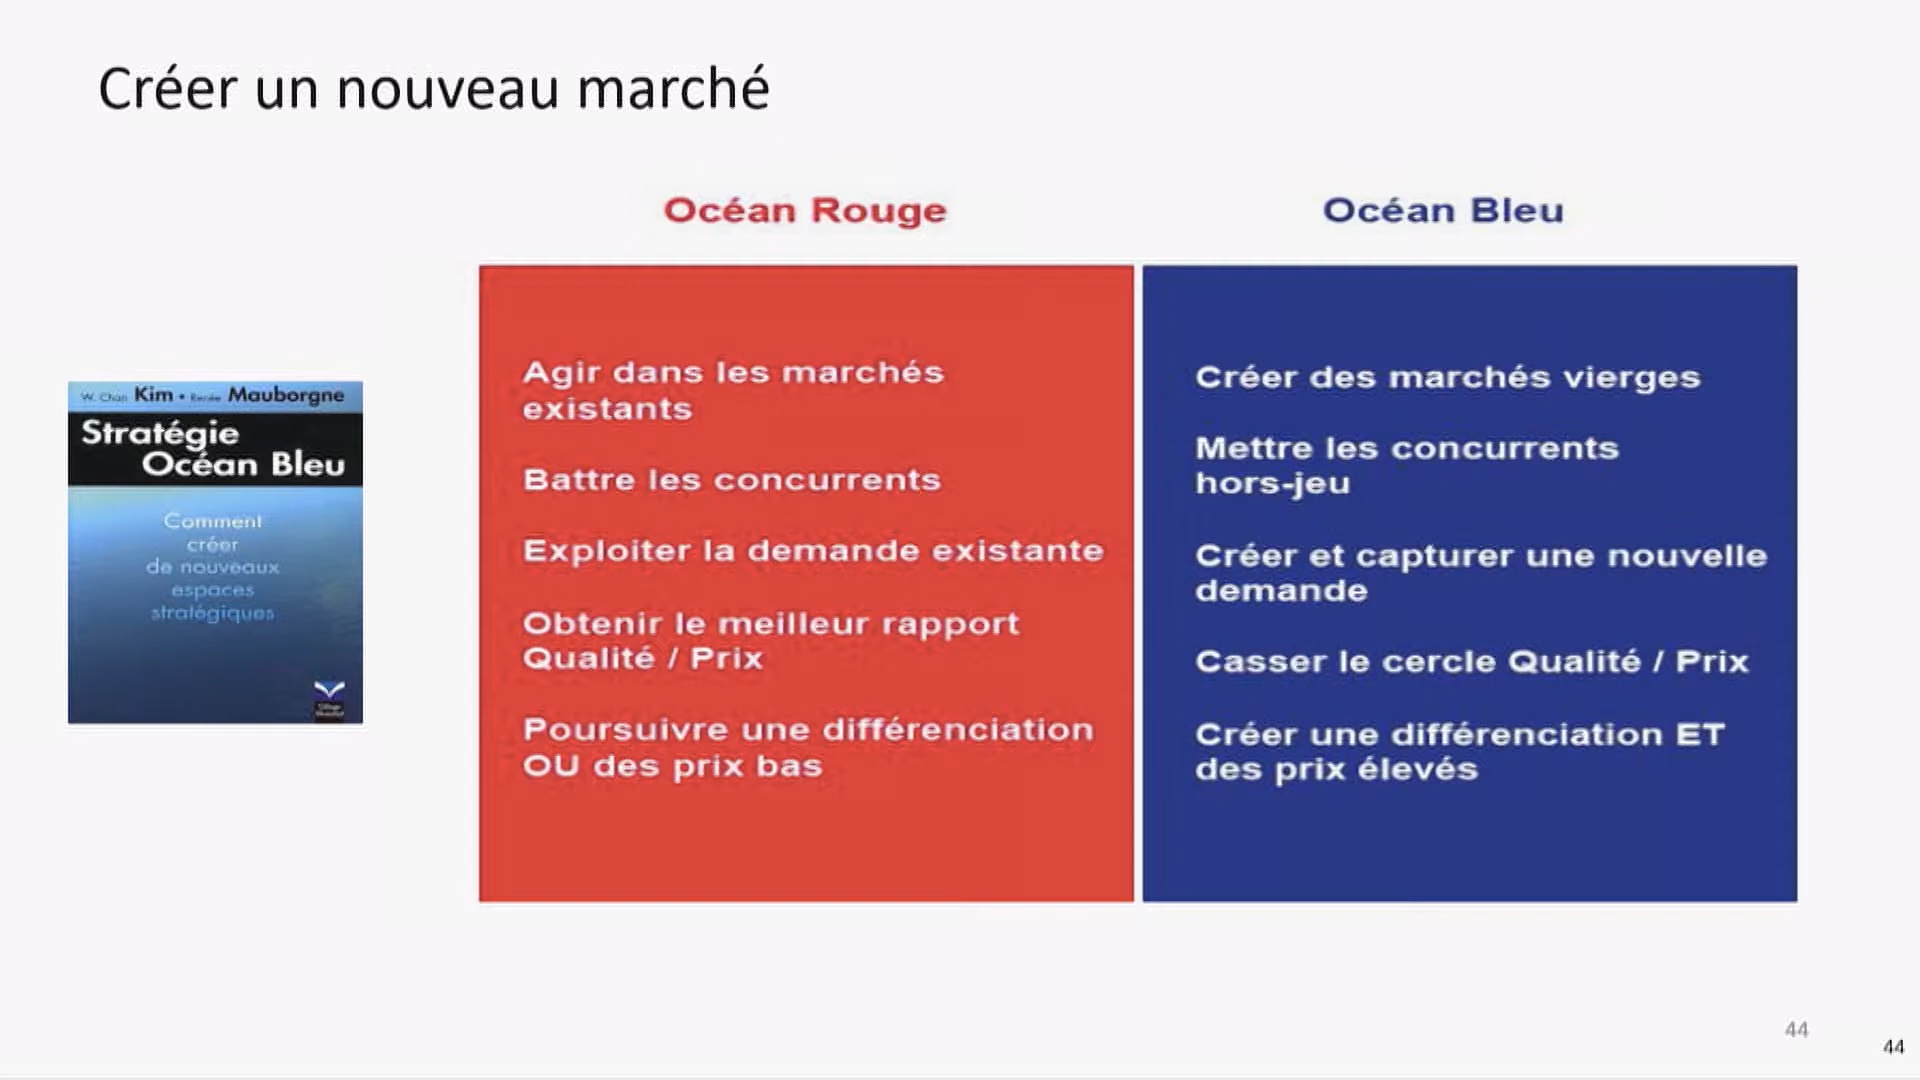 Créer un nouveau marché
Océan Rouge
Océan Bleu
W. Chan Kim • Renée Mauborgne
Stratégie
Océan Bleu
Comment
créer
de nouveaux
espaces
stratégiques
Village
Mondial
Agir dans les marchés
existants
Battre les concurrents
Exploiter la demande existante
Obtenir le meilleur rapport
Qualité / Prix
Poursuivre une différenciation
OU des prix bas
Créer des marchés vierges
Mettre les concurrents
hors-jeu
Créer et capturer une nouvelle
demande
Casser le cercle Qualité / Prix
Créer une différenciation ET
des prix élevés
44
44